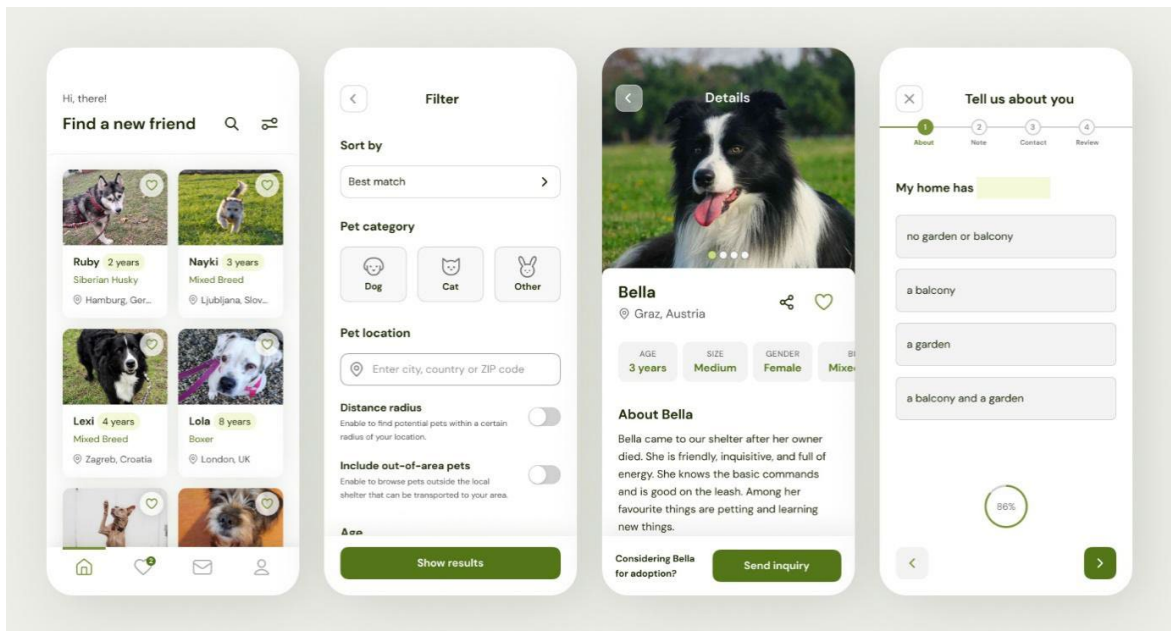 Hi, there!
Find a new friend
Ruby 2 years
Siberian Husky
Hamburg, Ger...
Nayki 3 years
Mixed Breed
Ljubljana, Slov...
Lexi 4 years
Mixed Breed
Zagreb, Croatia
Lola 8 years
Boxer
London, UK
2
Filter
Sort by
Best match
Pet category
Dog
Cat
Other
Pet location
Enter city, country or ZIP code
Distance radius
Enable to find potential pets within a certain
radius of your location.
Include out-of-area pets
Enable to browse pets outside the local
shelter that can be transported to your area.
Age
Show results
Details
Bella
Graz, Austria
AGE
3 years
SIZE
Medium
GENDER
Female
About Bella
Bella came to our shelter after her owner
died. She is friendly, inquisitive, and full of
energy. She knows the basic commands
and is good on the leash. Among her
favourite things are petting and learning
new things.
Considering Bella
for adoption?
Send inquiry
Tell us about you
1
2
3
4
About
Note
Contact
Review
My home has
no garden or balcony
a balcony
a garden
a balcony and a garden
86%